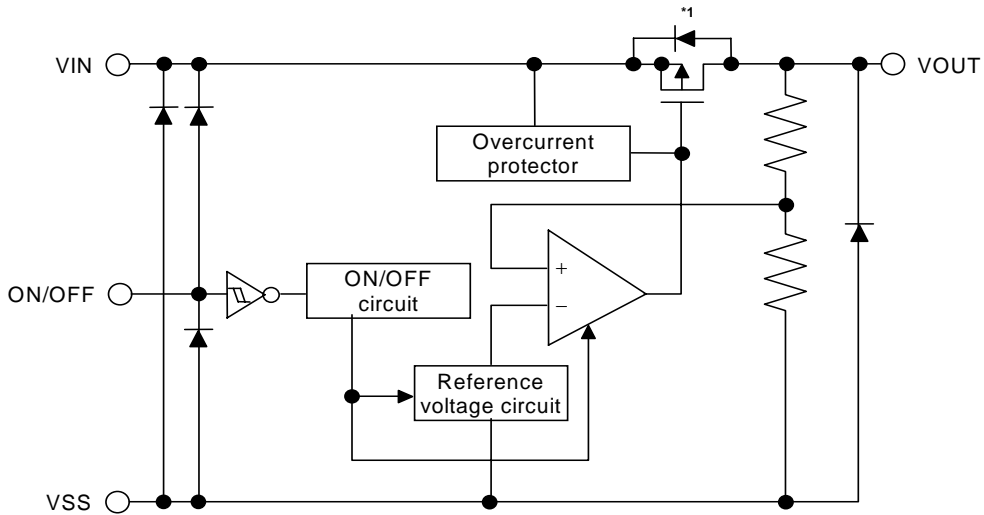 *1
VIN
VOUT
Overcurrent
protector
+
−
ON/OFF
ON/OFF
circuit
Reference
voltage circuit
VSS